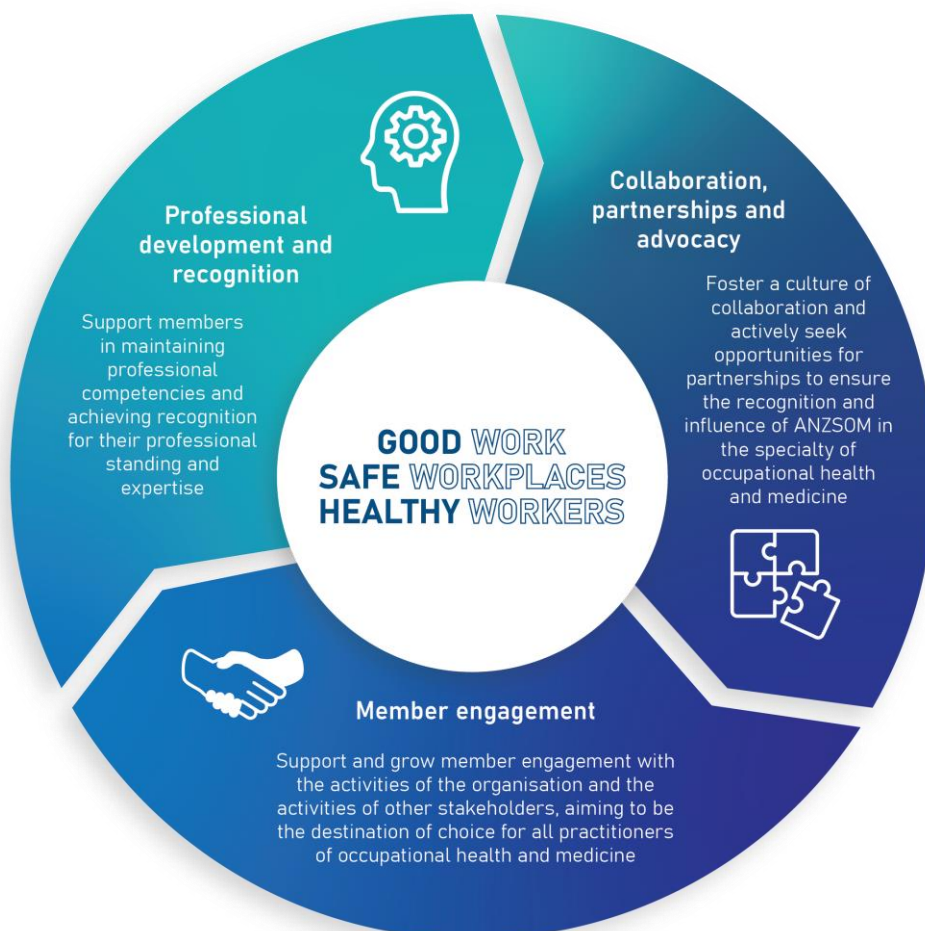 Professional
development and
recognition
Support members
in maintaining
professional
competencies and
achieving recognition
for their professional
standing and
expertise
Collaboration,
partnerships and
advocacy
Foster a culture of
collaboration and
actively seek
opportunities for
partnerships to ensure
the recognition and
influence of ANZSOM in
the specialty of
occupational health
and medicine
GOOD WORK
SAFE WORKPLACES
HEALTHY WORKERS
Member engagement
Support and grow member engagement with
the activities of the organisation and the
activities of other stakeholders, aiming to be
the destination of choice for all practitioners
of occupational health and medicine